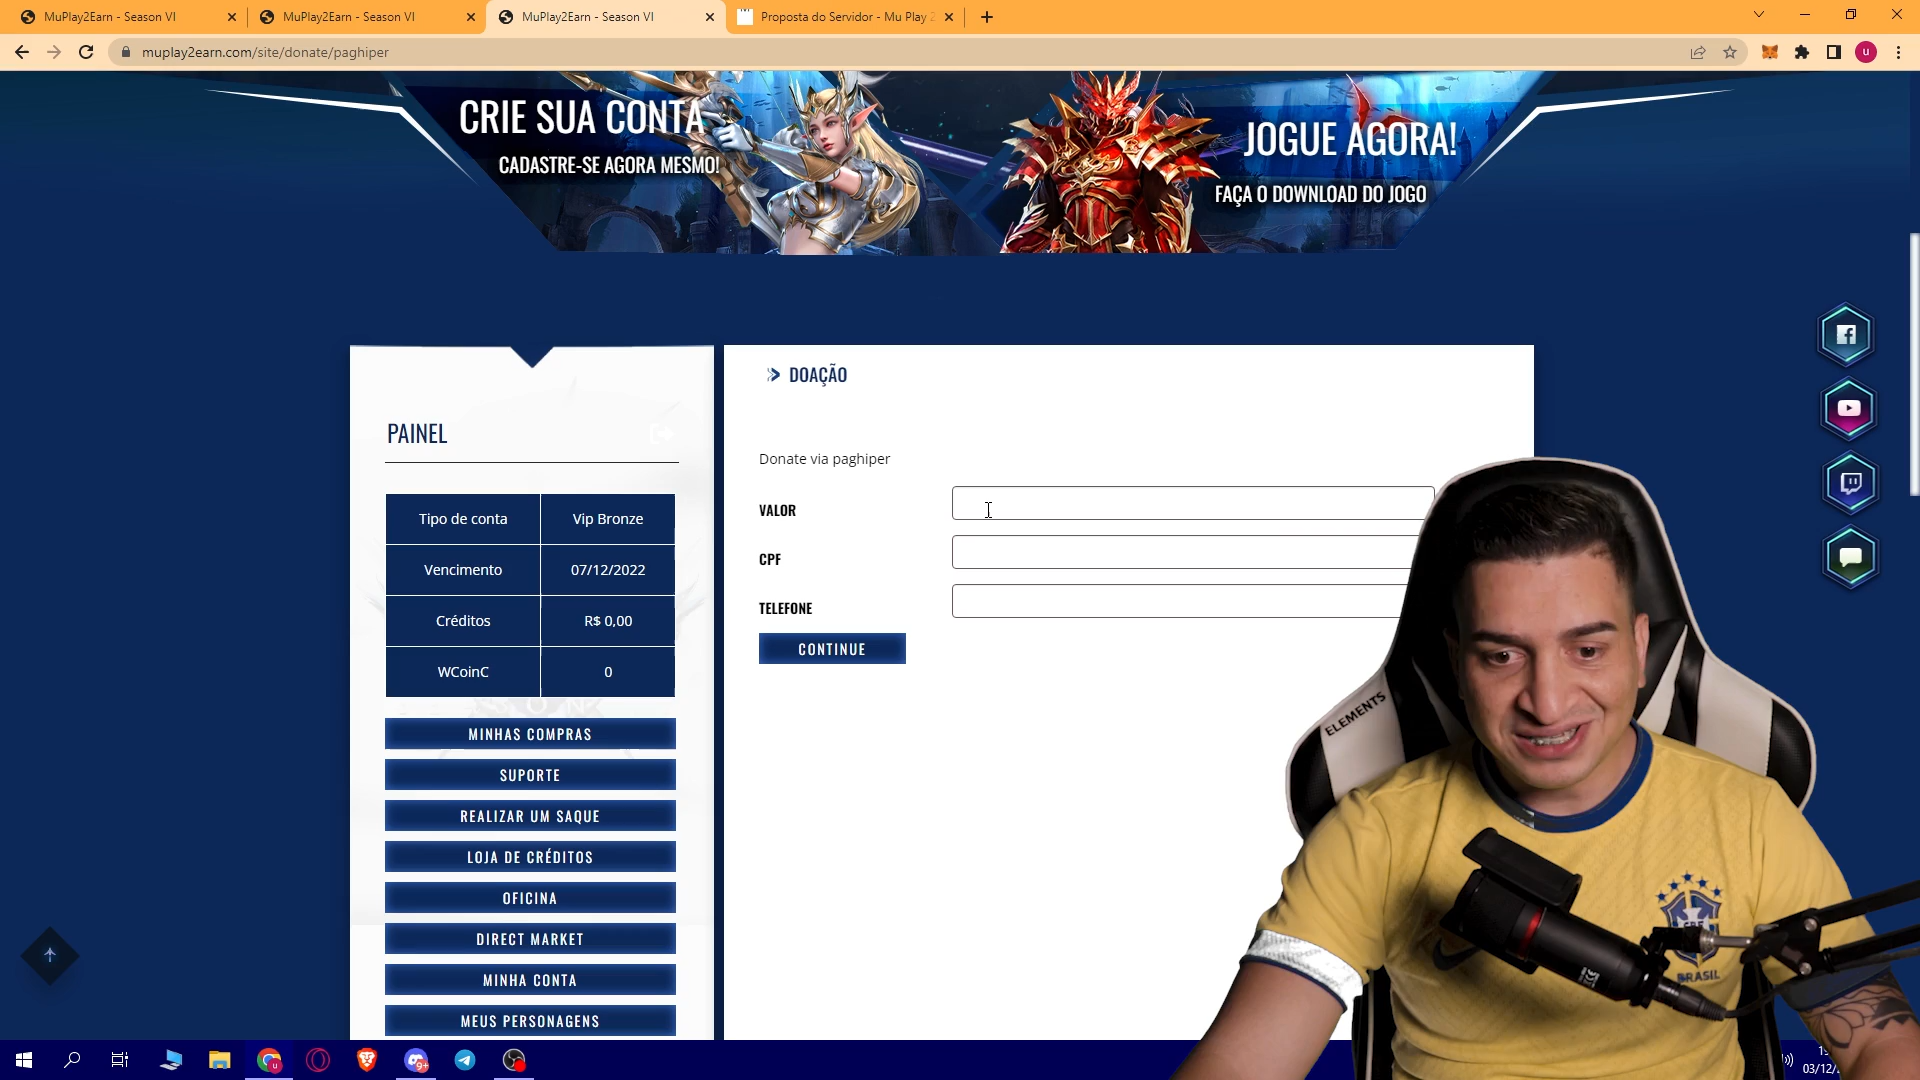 MuPlay2Earn - Season VI
MuPlay2Earn - Season VI
MuPlay2Earn - Season VI
Proposta do Servidor - Mu Play 2
muplay2earn.com/site/donate/paghiper
u
CRIE SUA CONTA
CADASTRE-SE AGORA MESMO!
JOGUE AGORA!
FAÇA O DOWNLOAD DO JOGO
PAINEL
Tipo de conta Vip Bronze
Vencimento 07/12/2022
Créditos R$ 0,00
WCoinC 0
MINHAS COMPRAS
SUPORTE
REALIZAR UM SAQUE
LOJA DE CRÉDITOS
OFICINA
DIRECT MARKET
MINHA CONTA
MEUS PERSONAGENS
DOAÇÃO
Donate via paghiper
VALOR
CPF
TELEFONE
CONTINUE
ELEMENTS
CBF
BRASIL
9+
03/12/